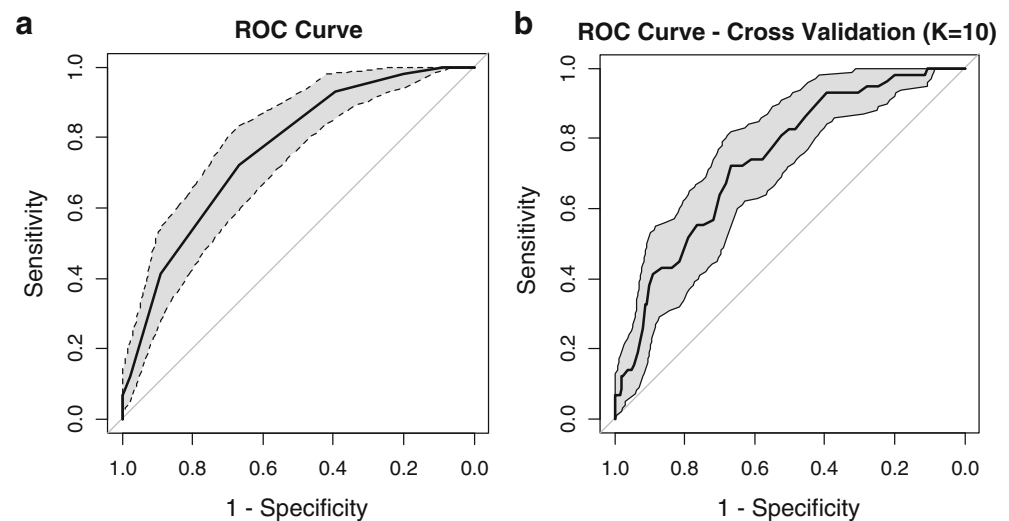 a
ROC Curve
Sensitivity
0.0 0.2 0.4 0.6 0.8 1.0
1.0 0.8 0.6 0.4 0.2 0.0
1 - Specificity
b
ROC Curve - Cross Validation (K=10)
Sensitivity
0.0 0.2 0.4 0.6 0.8 1.0
1.0 0.8 0.6 0.4 0.2 0.0
1 - Specificity